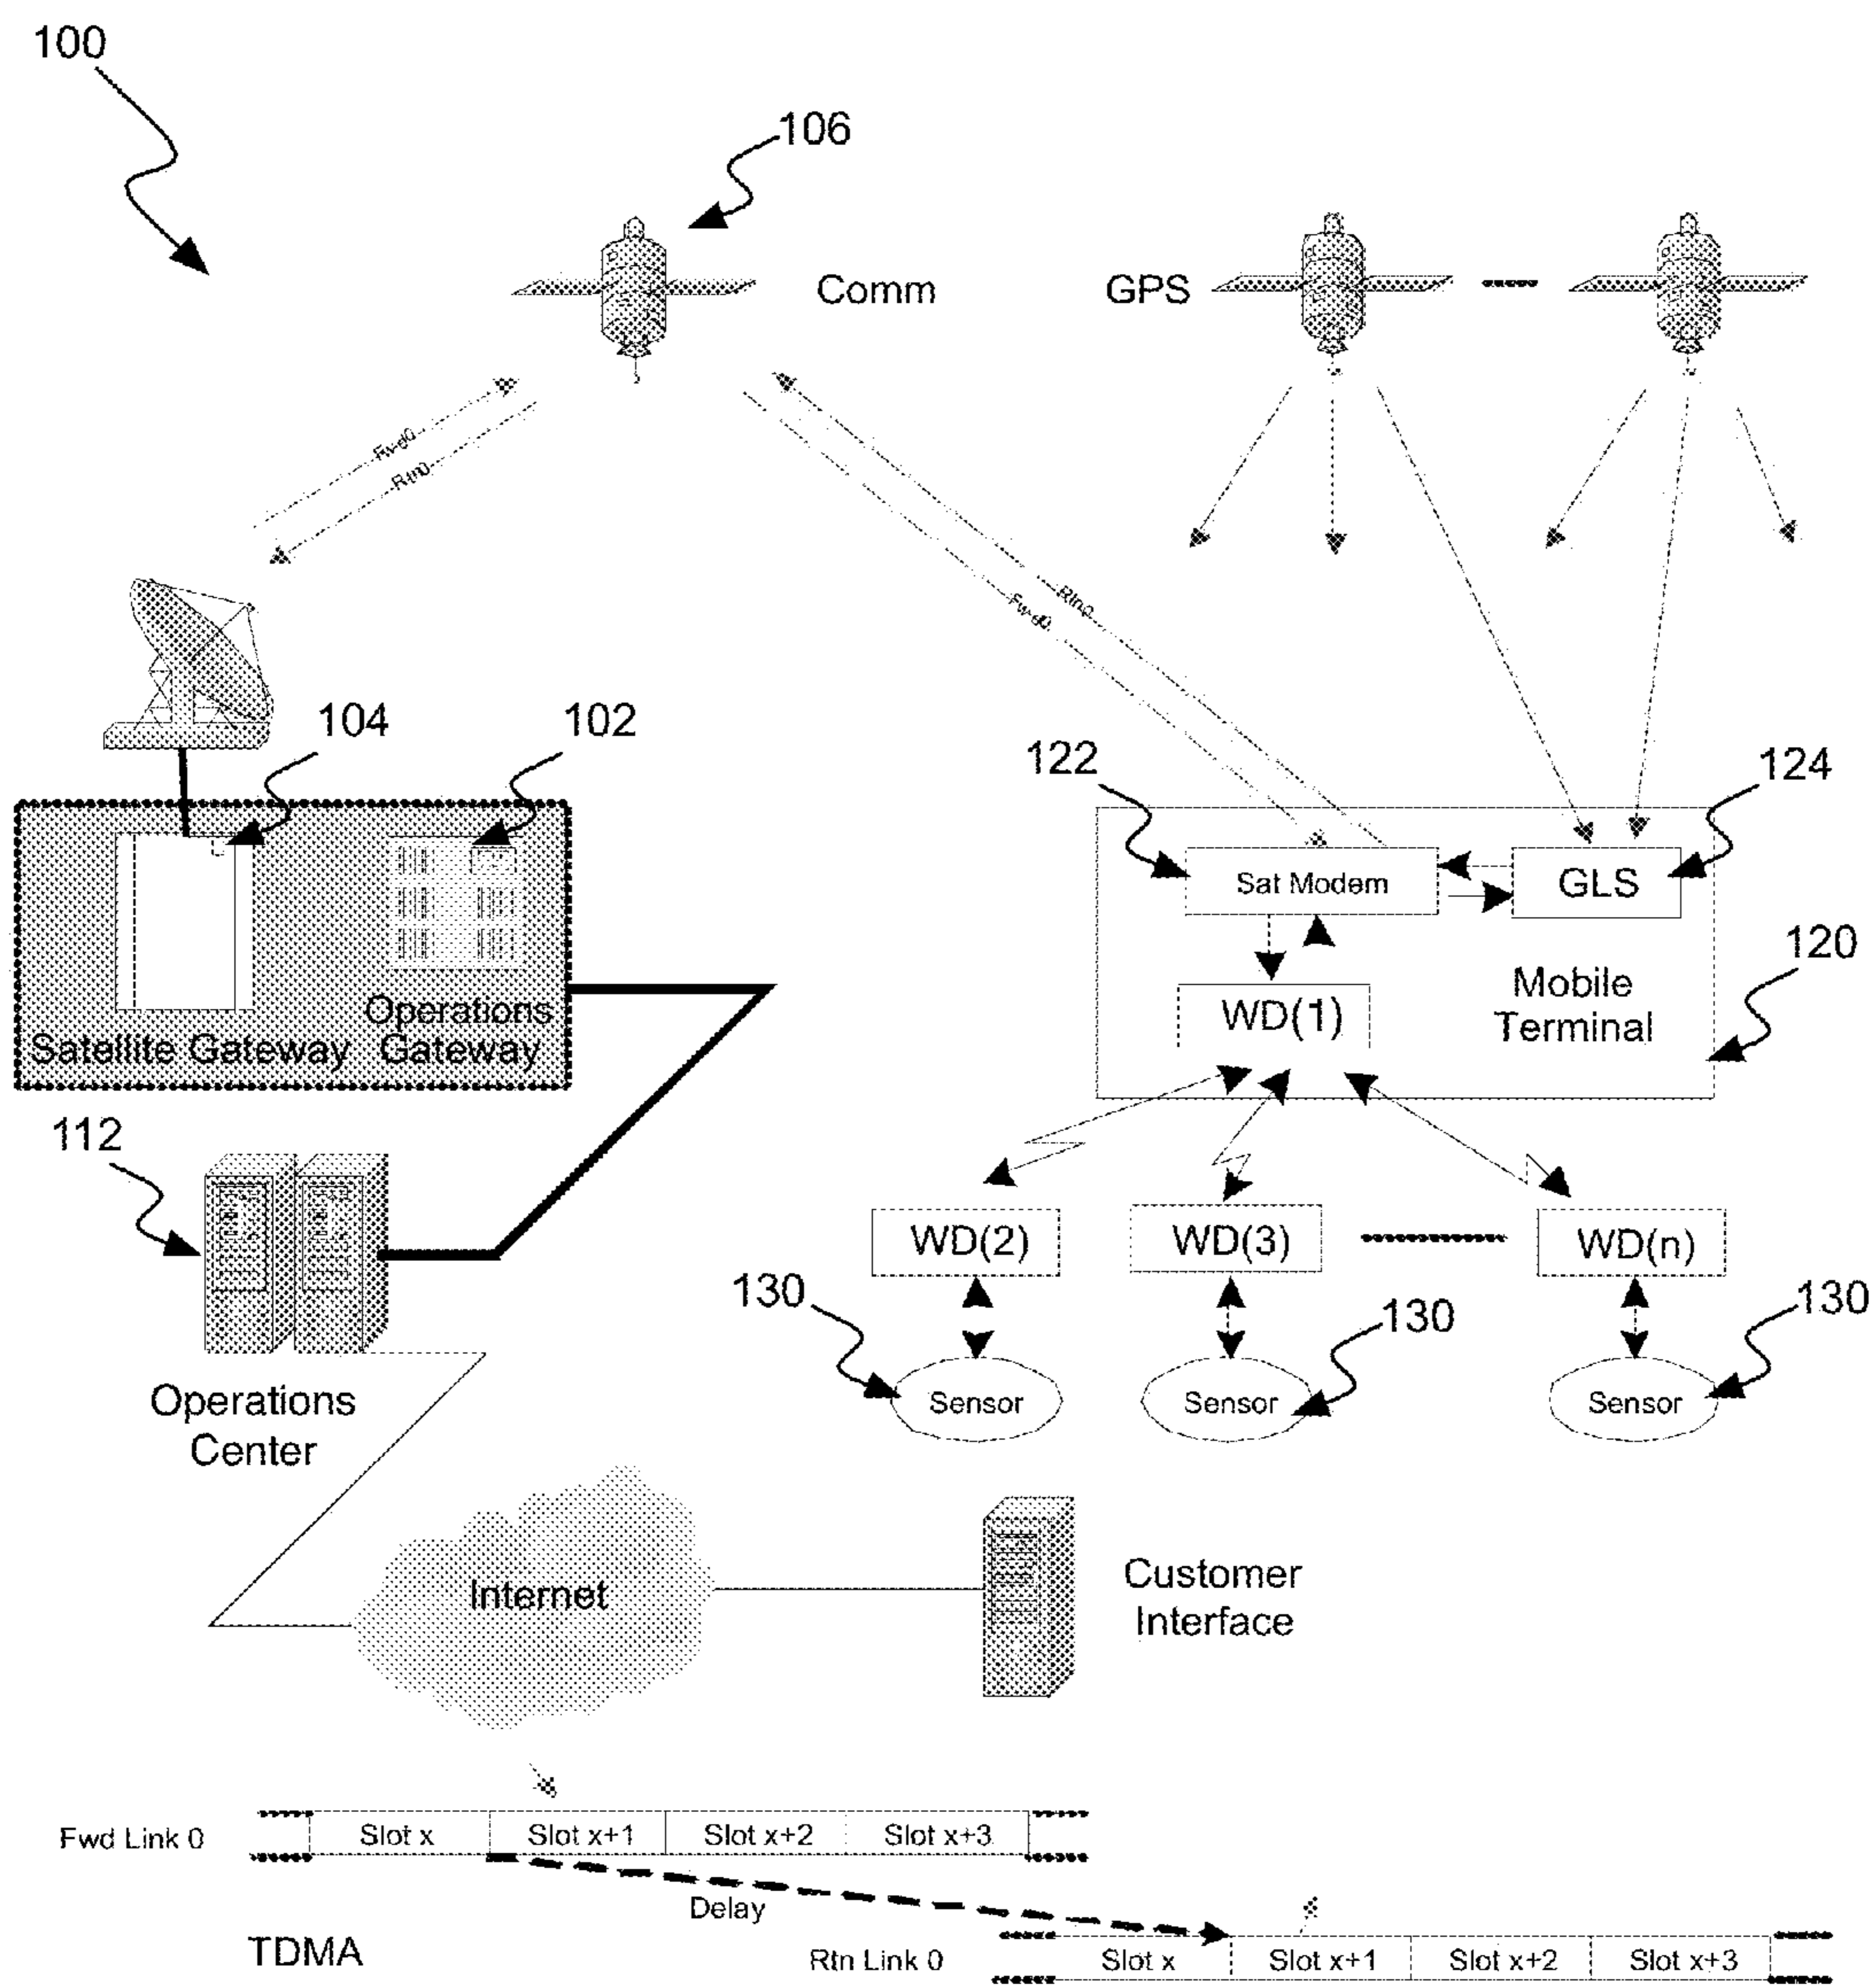 100
106
Comm
GPS
Fwd0
Rtn0
Rtn0
Fwd0
104
102
122
124
Sat Modem
GLS
120
Mobile
Terminal
WD(1)
Operations
Gateway
Satellite Gateway
112
WD(2)
WD(3)
WD(n)
130
130
130
Sensor
Sensor
Sensor
Operations
Center
Internet
Customer
Interface
Fwd Link 0
Slot x
Slot x+1
Slot x+2
Slot x+3
Delay
TDMA
Rtn Link 0
Slot x
Slot x+1
Slot x+2
Slot x+3